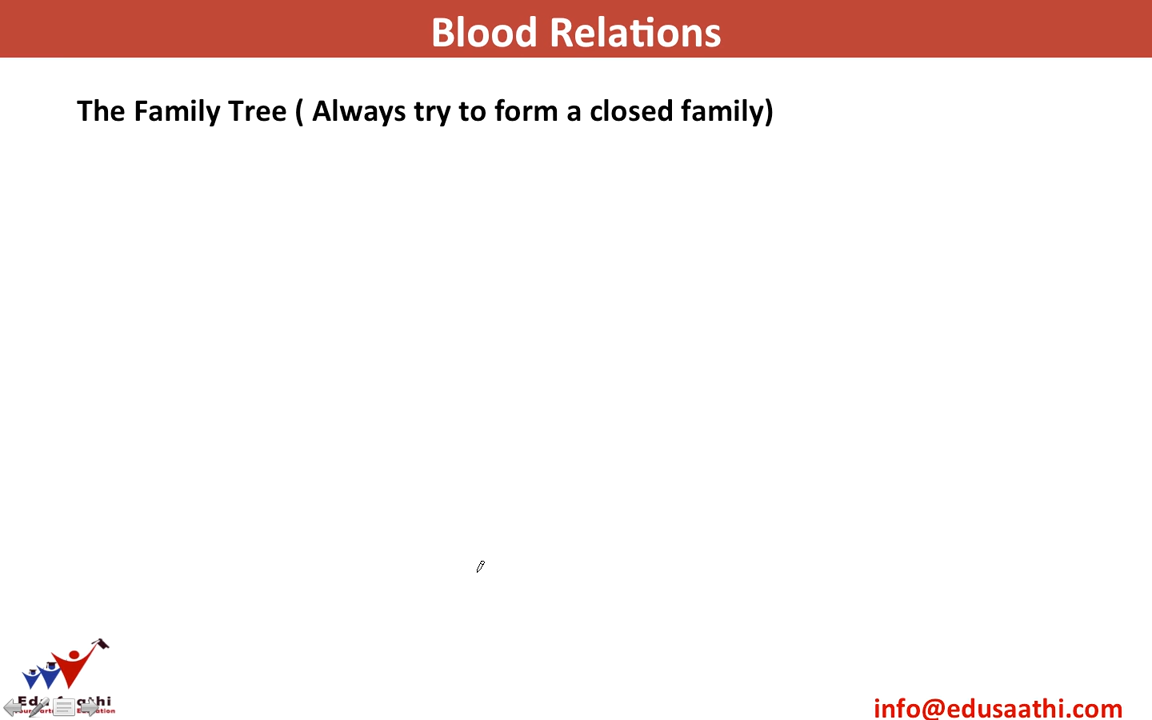 Blood Relations
The Family Tree ( Always try to form a closed family)
info@edusaathi.com